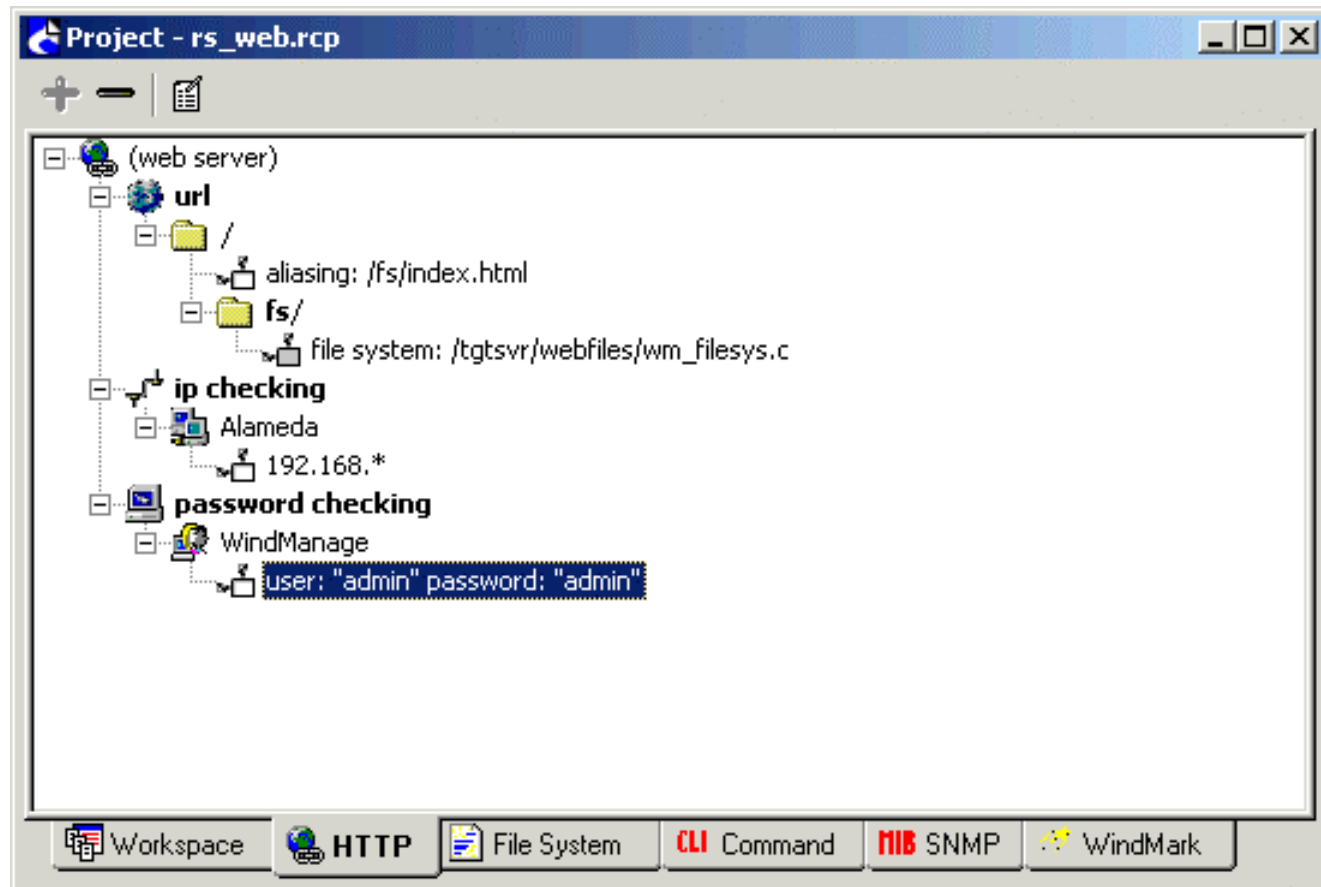 Project - rs_web.rcp
(web server)
url
/
aliasing: /fs/index.html
fs/
file system: /tgtsvr/webfiles/wm_filesys.c
ip checking
Alameda
192.168.*
password checking
WindManage
user: "admin" password: "admin"
Workspace HTTP File System CLI Command MIB SNMP WindMark